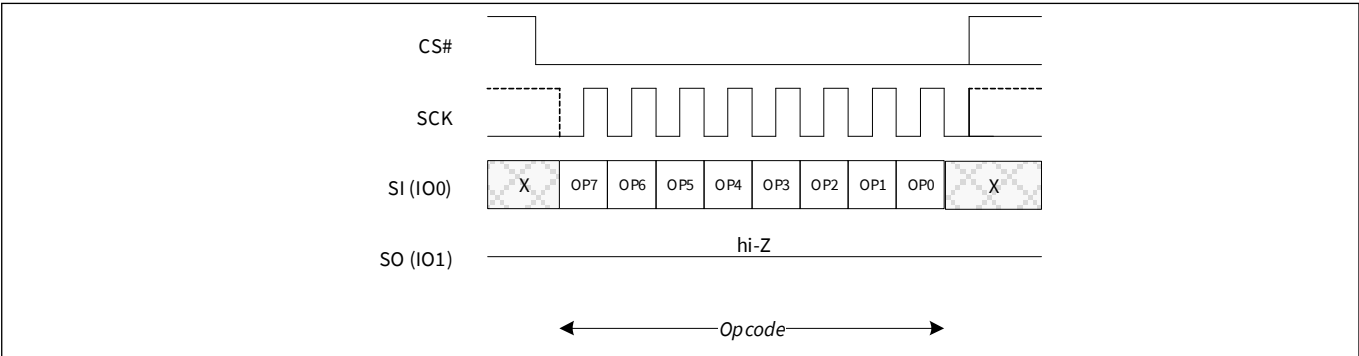 CS#
SCK
SI (IO0)
X OP7 OP6 OP5 OP4 OP3 OP2 OP1 OP0 X
hi-Z
SO (IO1)
Opcode